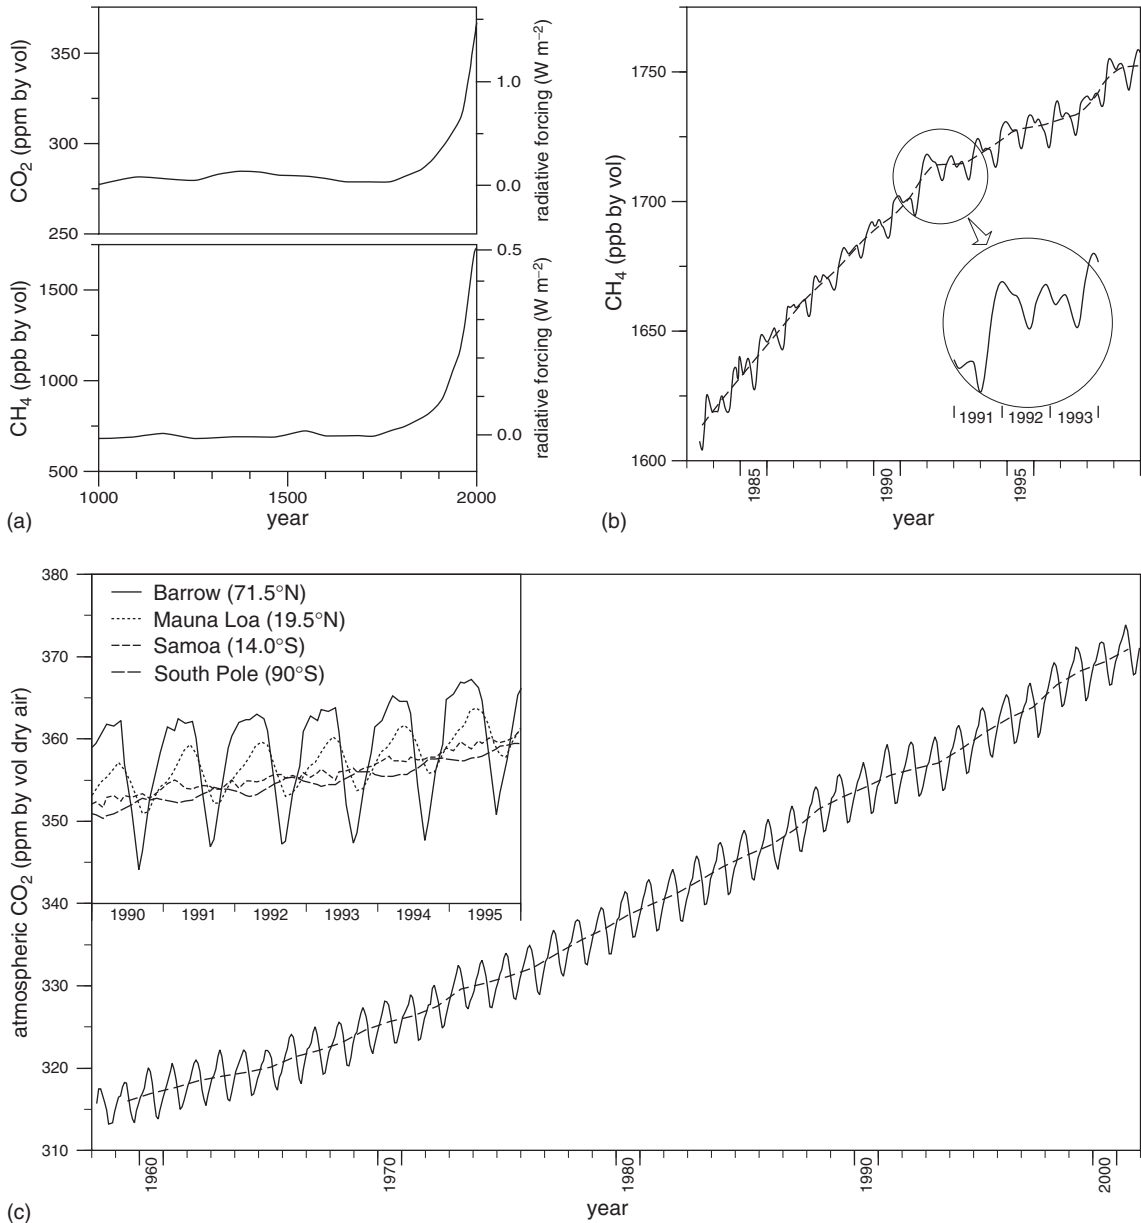 350
300
250
CO₂ (ppm by vol)
1.0
0.0
radiative forcing (W m⁻²)
1500
1000
500
CH₄ (ppb by vol)
0.5
0.0
radiative forcing (W m⁻²)
1000
1500
2000
year
(a)
1750
1700
1650
1600
CH₄ (ppb by vol)
1991
1992
1993
1985
1990
1995
year
(b)
380
370
360
350
340
330
320
310
atmospheric CO₂ (ppm by vol dry air)
Barrow (71.5°N)
Mauna Loa (19.5°N)
Samoa (14.0°S)
South Pole (90°S)
1990
1991
1992
1993
1994
1995
1960
1970
1980
1990
2000
year
(c)